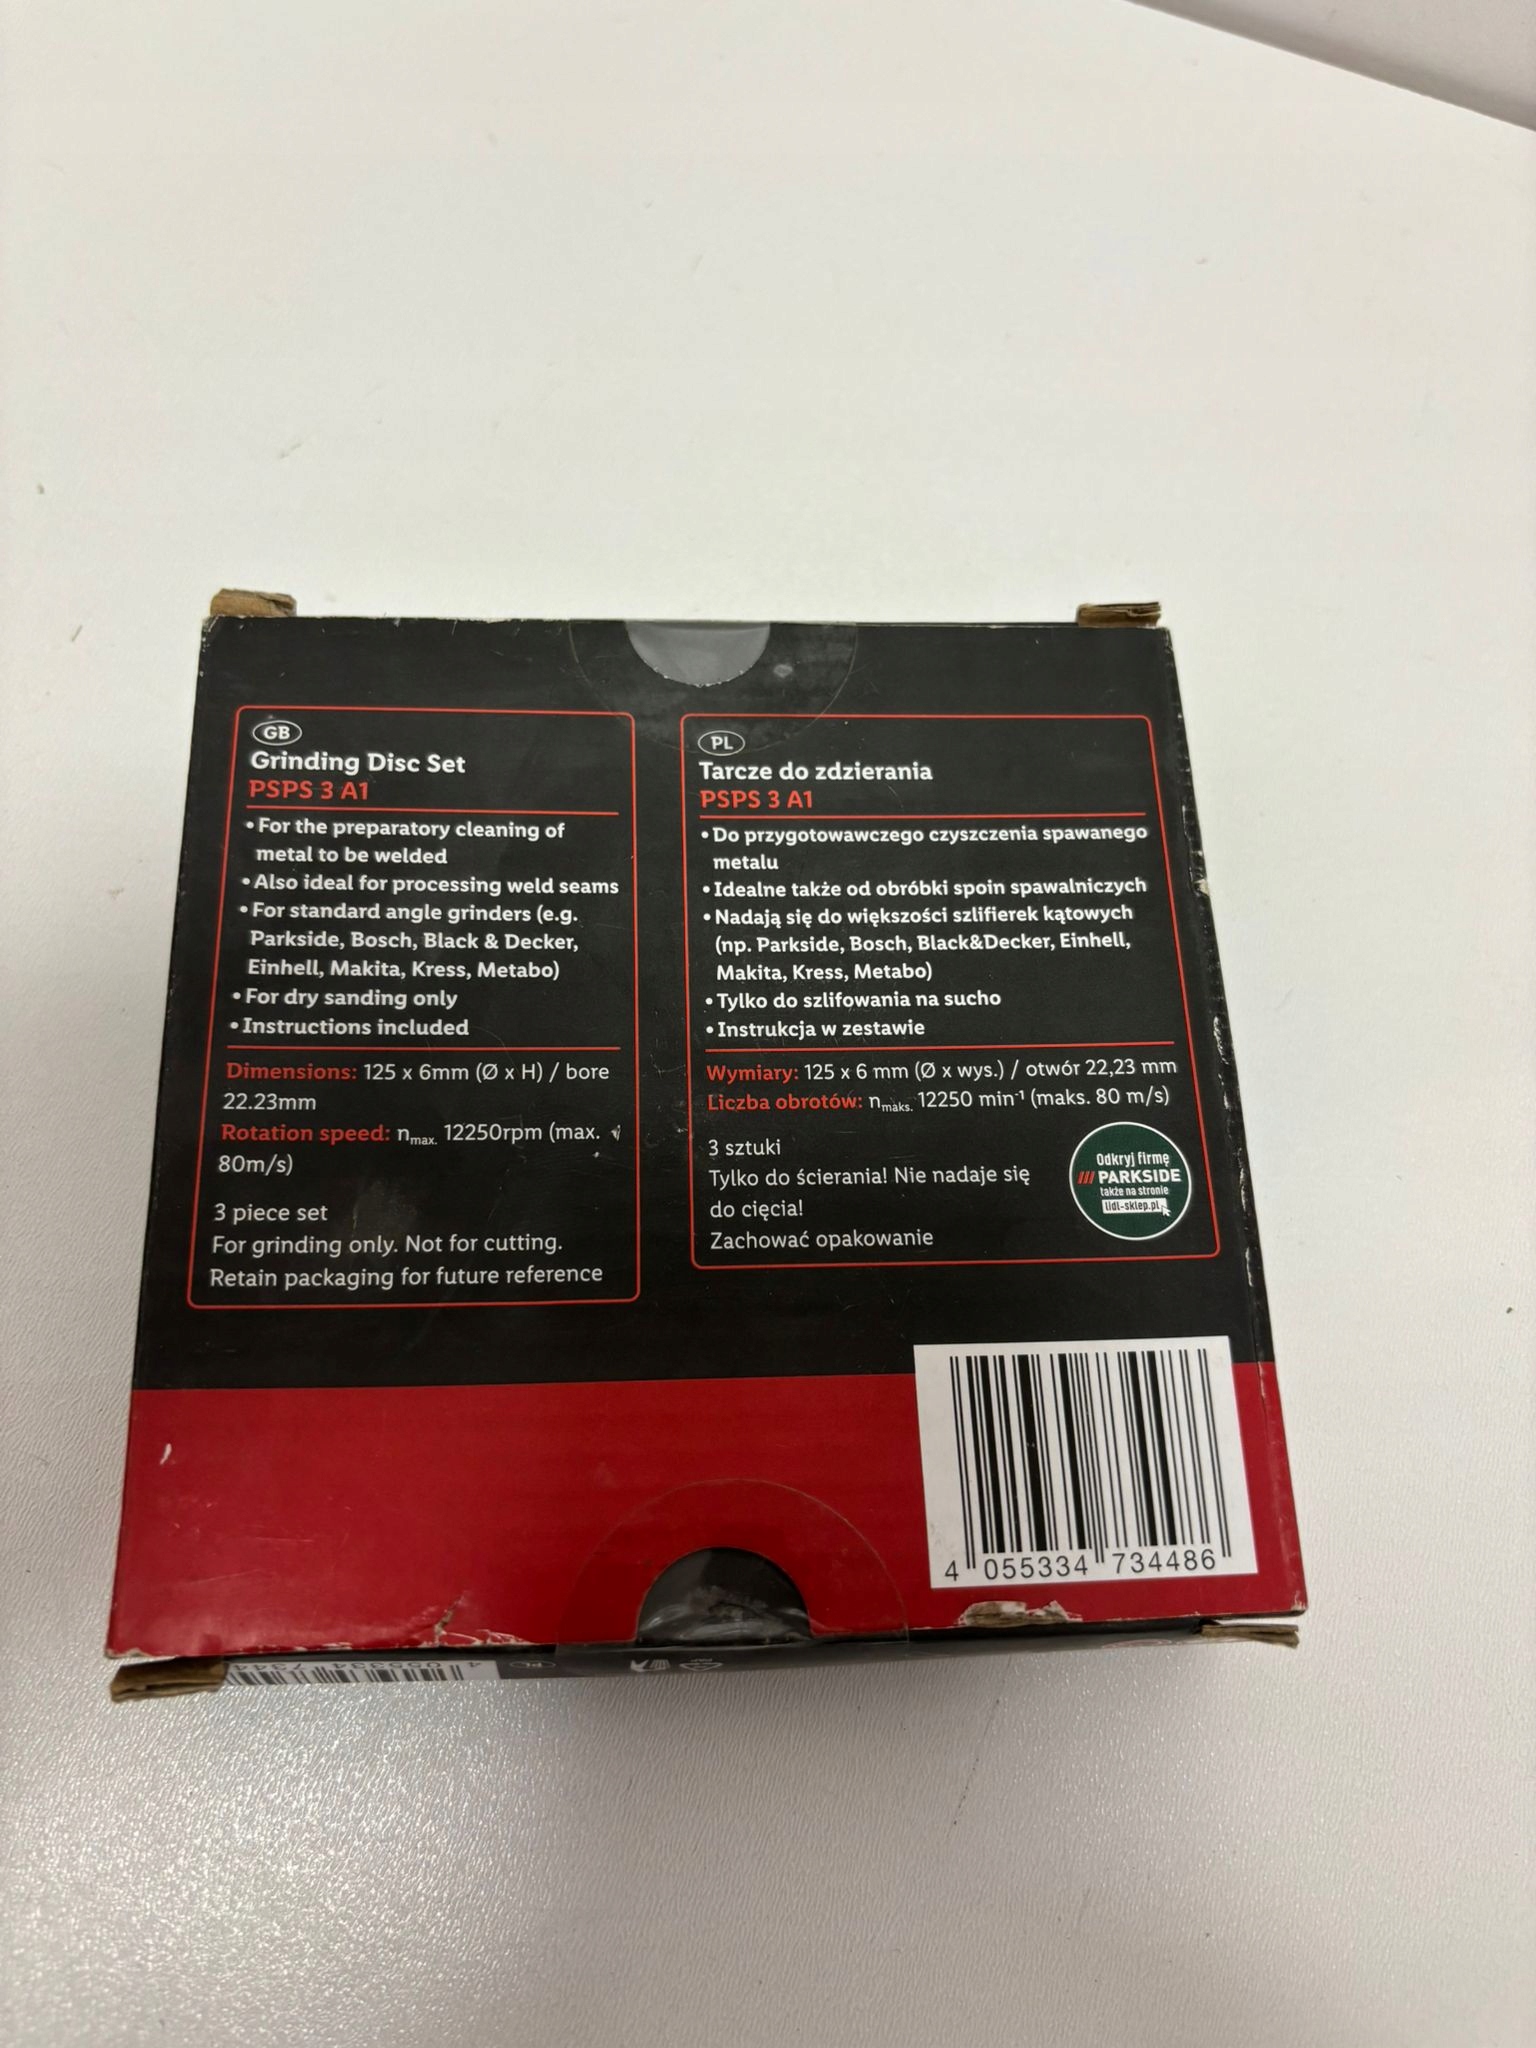 GB
Grinding Disc Set
PSPS 3 A1
• For the preparatory cleaning of
metal to be welded
• Also ideal for processing weld seams
• For standard angle grinders (e.g.
Parkside, Bosch, Black & Decker,
Einhell, Makita, Kress, Metabo)
• For dry sanding only
• Instructions included
Dimensions: 125 x 6mm (Ø x H) / bore
22.23mm
Rotation speed: nmax. 12250rpm (max.
80m/s)
3 piece set
For grinding only. Not for cutting.
Retain packaging for future reference
PL
Tarcze do zdzierania
PSPS 3 A1
• Do przygotowawczego czyszczenia spawanego
metalu
• Idealne także od obróbki spoin spawalniczych
• Nadają się do większości szlifierek kątowych
(np. Parkside, Bosch, Black&Decker, Einhell,
Makita, Kress, Metabo)
• Tylko do szlifowania na sucho
• Instrukcja w zestawie
Wymiary: 125 x 6 mm (Ø x wys.) / otwór 22,23 mm
Liczba obrotów: nmaks. 12250 min⁻¹ (maks. 80 m/s)
3 sztuki
Tylko do ścierania! Nie nadaje się
do cięcia!
Zachować opakowanie
Odkryj firmę
/// PARKSIDE
także na stronie
lidl-sklep.pl
4 055334 734486
4 055334 7344
PL
PAP